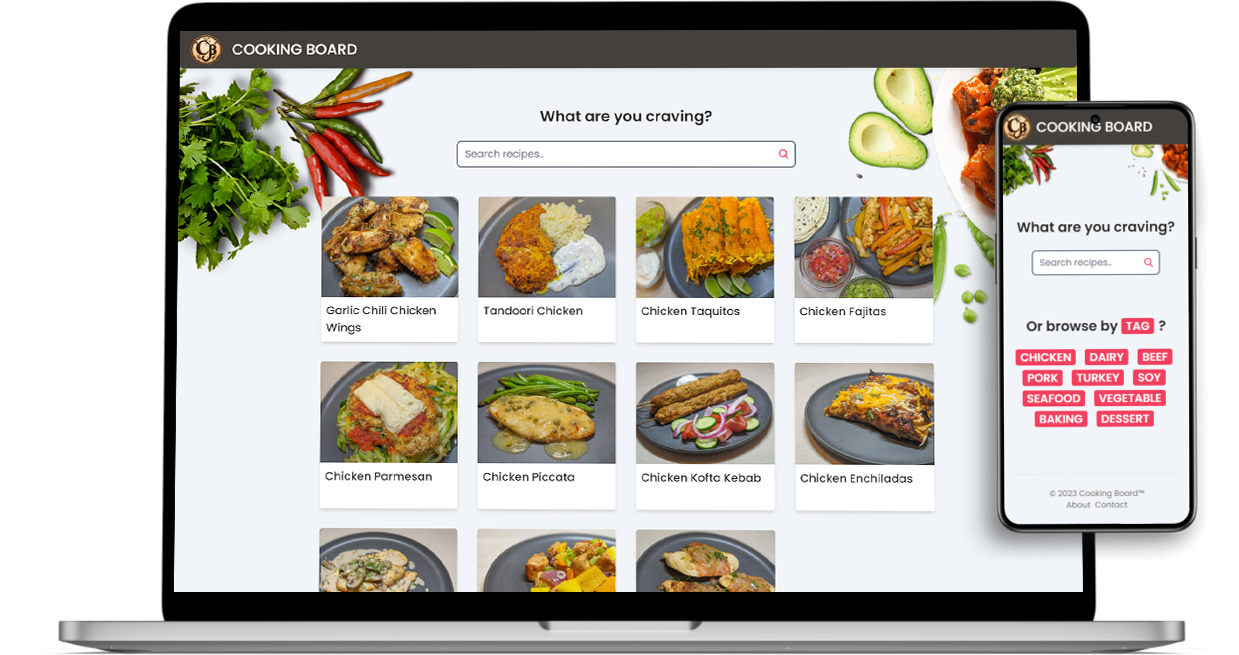 CB COOKING BOARD
What are you craving?
Search recipes..
Garlic Chili Chicken
Wings
Tandoori Chicken
Chicken Taquitos
Chicken Fajitas
Chicken Parmesan
Chicken Piccata
Chicken Kofta Kebab
Chicken Enchiladas
CB COOKING BOARD
What are you craving?
Search recipes..
Or browse by TAG ?
CHICKEN DAIRY BEEF
PORK TURKEY SOY
SEAFOOD VEGETABLE
BAKING DESSERT
© 2023 Cooking Board™
About Contact